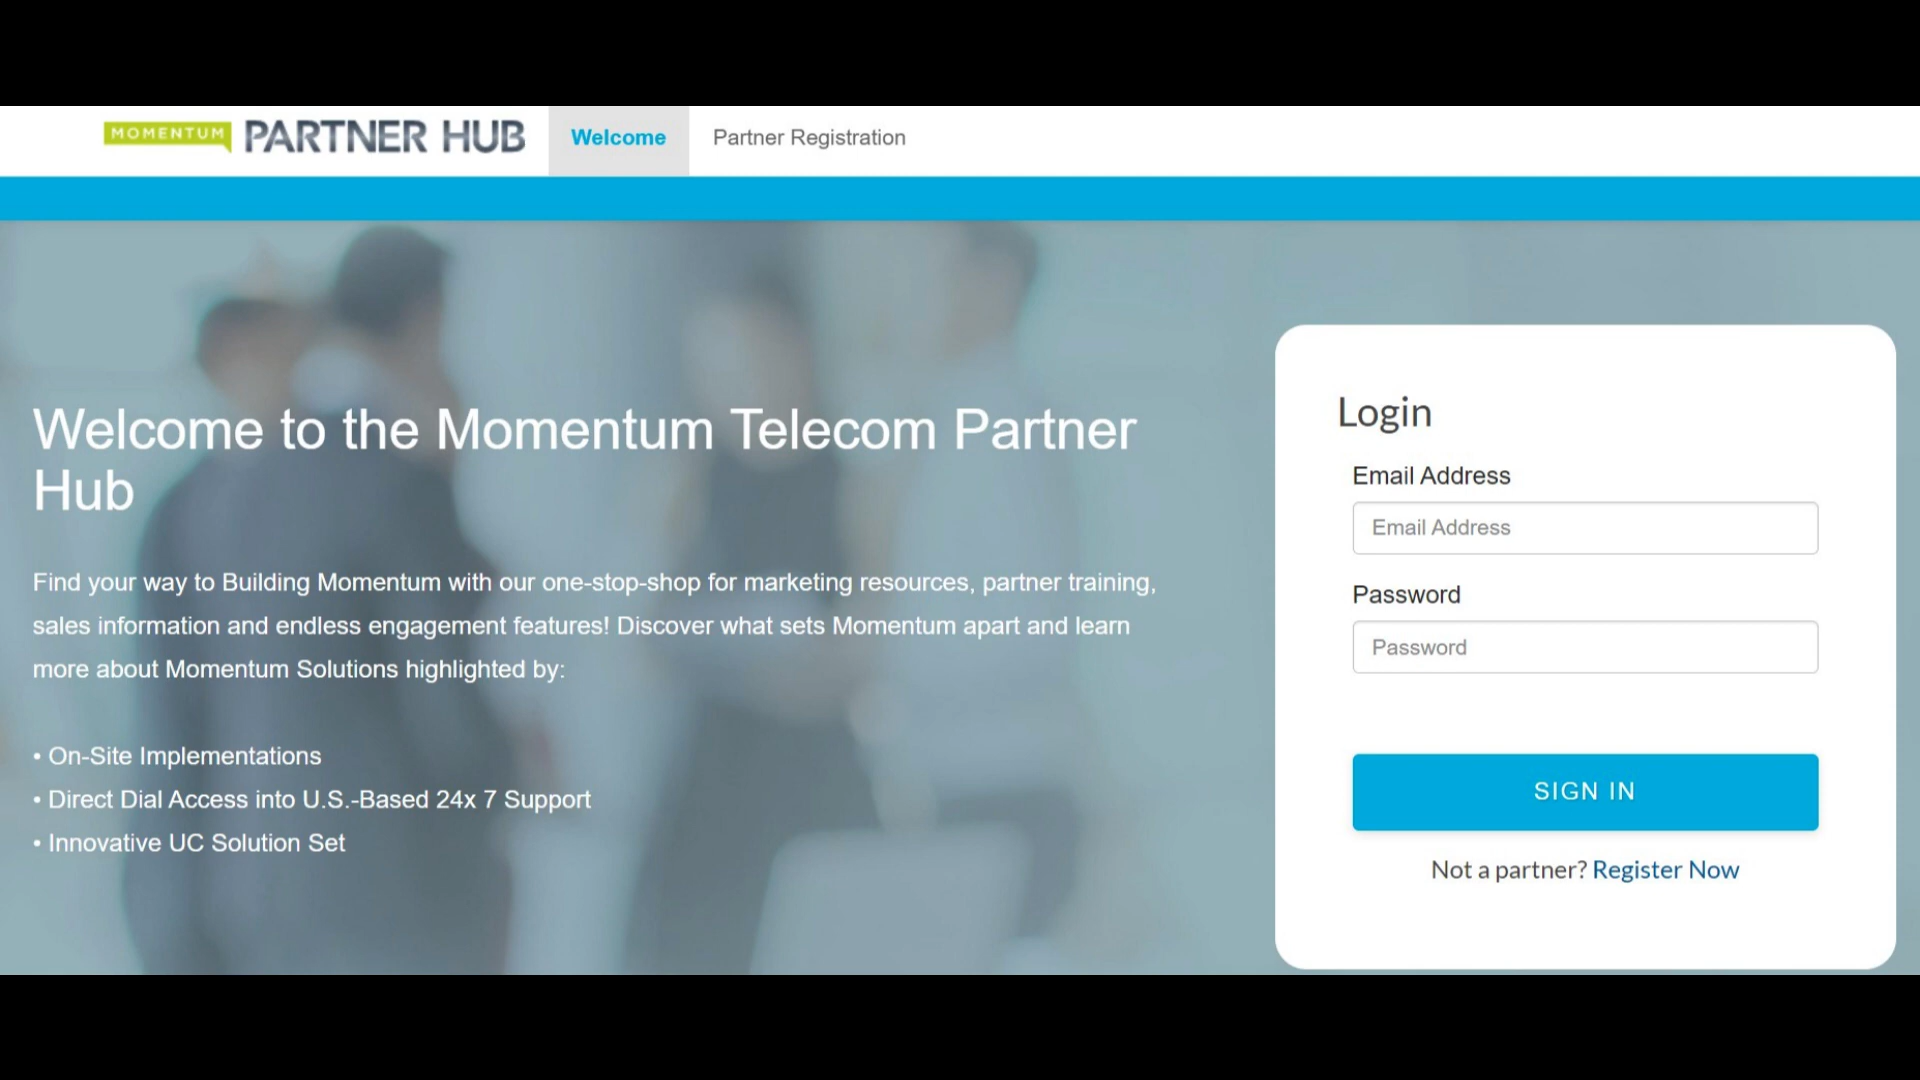 MOMENTUM PARTNER HUB Welcome Partner Registration
Welcome to the Momentum Telecom Partner
Hub
Find your way to Building Momentum with our one-stop-shop for marketing resources, partner training,
sales information and endless engagement features! Discover what sets Momentum apart and learn
more about Momentum Solutions highlighted by:
• On-Site Implementations
• Direct Dial Access into U.S.-Based 24x 7 Support
• Innovative UC Solution Set
Login
Email Address
Email Address
Password
Password
SIGN IN
Not a partner? Register Now